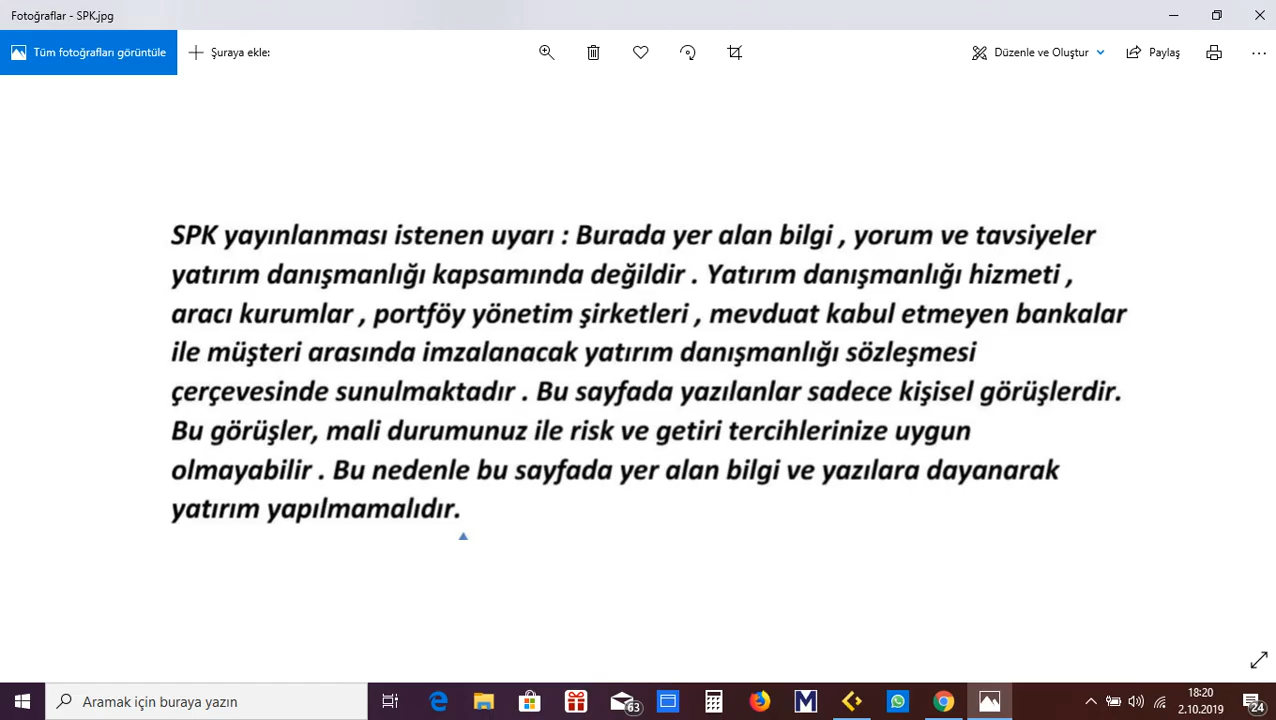 Fotoğraflar - SPK.jpg
Tüm fotoğrafları görüntüle
Şuraya ekle:
Düzenle ve Oluştur
Paylaş
SPK yayınlanması istenen uyarı : Burada yer alan bilgi , yorum ve tavsiyeler
yatırım danışmanlığı kapsamında değildir . Yatırım danışmanlığı hizmeti ,
aracı kurumlar , portföy yönetim şirketleri , mevduat kabul etmeyen bankalar
ile müşteri arasında imzalanacak yatırım danışmanlığı sözleşmesi
çerçevesinde sunulmaktadır . Bu sayfada yazılanlar sadece kişisel görüşlerdir.
Bu görüşler, mali durumunuz ile risk ve getiri tercihlerinize uygun
olmayabilir . Bu nedenle bu sayfada yer alan bilgi ve yazılara dayanarak
yatırım yapılmamalıdır.
Aramak için buraya yazın
63
M
18:20
2.10.2019
24